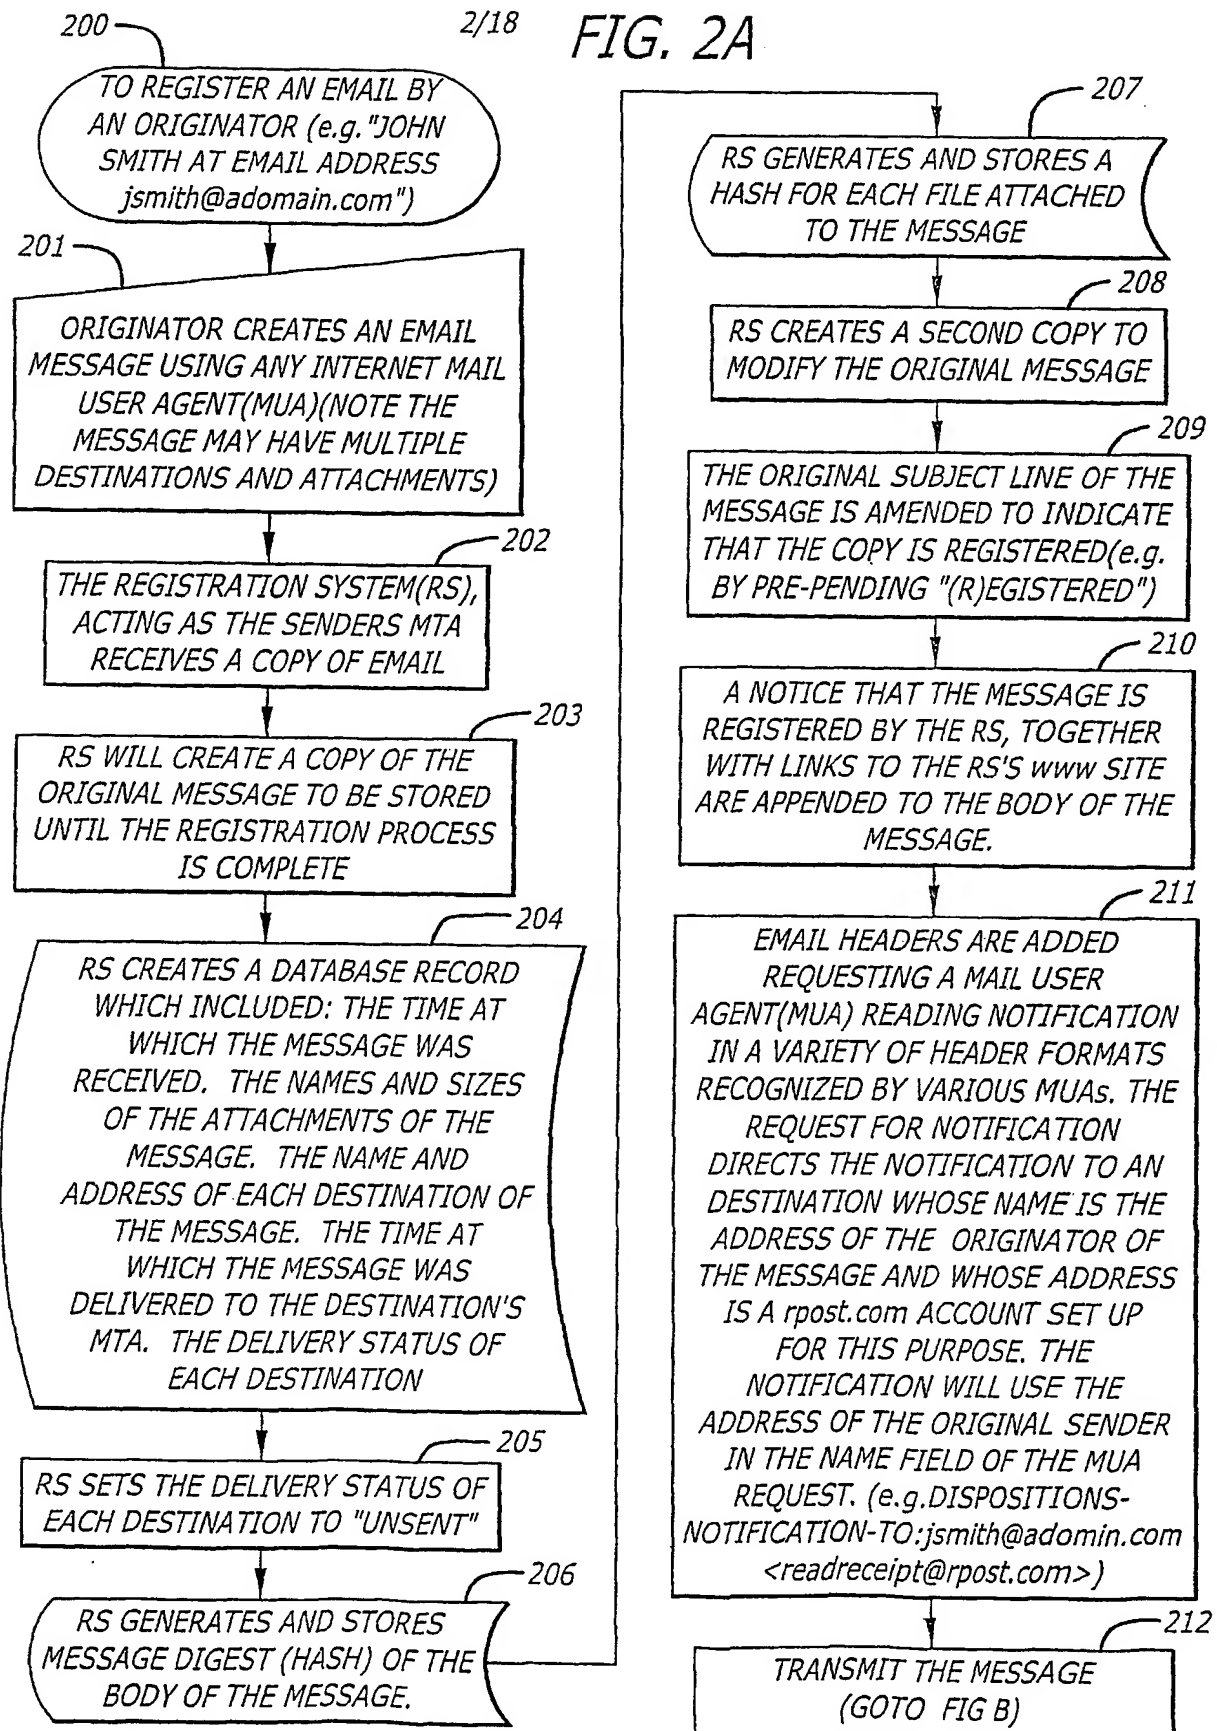 2/18
FIG. 2A
200
TO REGISTER AN EMAIL BY
AN ORIGINATOR (e.g. "JOHN
SMITH AT EMAIL ADDRESS
jsmith@adomain.com")
201
ORIGINATOR CREATES AN EMAIL
MESSAGE USING ANY INTERNET MAIL
USER AGENT(MUA)(NOTE THE
MESSAGE MAY HAVE MULTIPLE
DESTINATIONS AND ATTACHMENTS)
202
THE REGISTRATION SYSTEM(RS),
ACTING AS THE SENDERS MTA
RECEIVES A COPY OF EMAIL
203
RS WILL CREATE A COPY OF THE
ORIGINAL MESSAGE TO BE STORED
UNTIL THE REGISTRATION PROCESS
IS COMPLETE
204
RS CREATES A DATABASE RECORD
WHICH INCLUDED: THE TIME AT
WHICH THE MESSAGE WAS
RECEIVED. THE NAMES AND SIZES
OF THE ATTACHMENTS OF THE
MESSAGE. THE NAME AND
ADDRESS OF EACH DESTINATION OF
THE MESSAGE. THE TIME AT
WHICH THE MESSAGE WAS
DELIVERED TO THE DESTINATION'S
MTA. THE DELIVERY STATUS OF
EACH DESTINATION
205
RS SETS THE DELIVERY STATUS OF
EACH DESTINATION TO "UNSENT"
206
RS GENERATES AND STORES
MESSAGE DIGEST (HASH) OF THE
BODY OF THE MESSAGE.
207
RS GENERATES AND STORES A
HASH FOR EACH FILE ATTACHED
TO THE MESSAGE
208
RS CREATES A SECOND COPY TO
MODIFY THE ORIGINAL MESSAGE
209
THE ORIGINAL SUBJECT LINE OF THE
MESSAGE IS AMENDED TO INDICATE
THAT THE COPY IS REGISTERED(e.g.
BY PRE-PENDING "(R)EGISTERED")
210
A NOTICE THAT THE MESSAGE IS
REGISTERED BY THE RS, TOGETHER
WITH LINKS TO THE RS'S www SITE
ARE APPENDED TO THE BODY OF THE
MESSAGE.
211
EMAIL HEADERS ARE ADDED
REQUESTING A MAIL USER
AGENT(MUA) READING NOTIFICATION
IN A VARIETY OF HEADER FORMATS
RECOGNIZED BY VARIOUS MUAs. THE
REQUEST FOR NOTIFICATION
DIRECTS THE NOTIFICATION TO AN
DESTINATION WHOSE NAME IS THE
ADDRESS OF THE ORIGINATOR OF
THE MESSAGE AND WHOSE ADDRESS
IS A rpost.com ACCOUNT SET UP
FOR THIS PURPOSE. THE
NOTIFICATION WILL USE THE
ADDRESS OF THE ORIGINAL SENDER
IN THE NAME FIELD OF THE MUA
REQUEST. (e.g.DISPOSITIONS-
NOTIFICATION-TO:jsmith@adomin.com
<readreceipt@rpost.com>)
212
TRANSMIT THE MESSAGE
(GOTO FIG B)